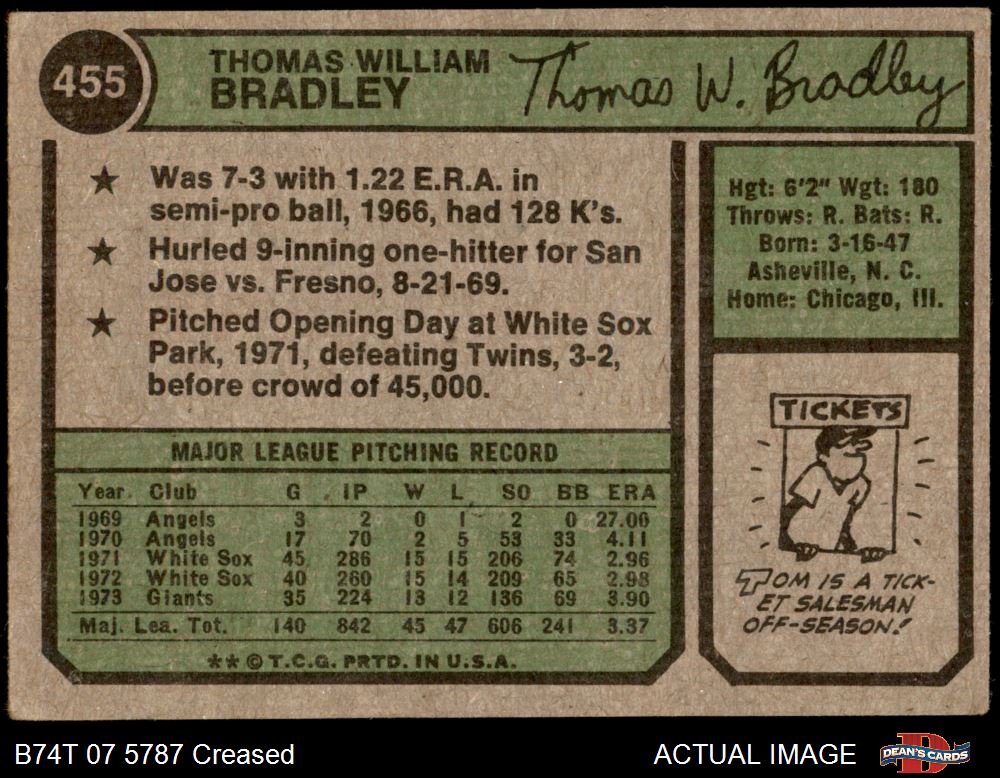 455
THOMAS WILLIAM
BRADLEY
Thomas W. Bradley
★ Was 7-3 with 1.22 E.R.A. in
semi-pro ball, 1966, had 128 K's.
★ Hurled 9-inning one-hitter for San
Jose vs. Fresno, 8-21-69.
★ Pitched Opening Day at White Sox
Park, 1971, defeating Twins, 3-2,
before crowd of 45,000.
Hgt: 6'2" Wgt: 180
Throws: R. Bats: R.
Born: 3-16-47
Asheville, N. C.
Home: Chicago, Ill.
MAJOR LEAGUE PITCHING RECORD
Year Club G IP W L SO BB ERA
1969 Angels 3 2 0 1 2 0 27.00
1970 Angels 17 70 2 5 53 33 4.11
1971 White Sox 45 286 15 15 206 74 2.96
1972 White Sox 40 260 15 14 209 65 2.98
1973 Giants 35 224 13 12 136 69 3.90
Maj. Lea. Tot. 140 842 45 47 606 241 3.37
** © T.C.G. PRTD. IN U.S.A.
TICKETS
TOM IS A TICK-
ET SALESMAN
OFF-SEASON!
B74T 07 5787 Creased
ACTUAL IMAGE
D
DEAN'S CARDS